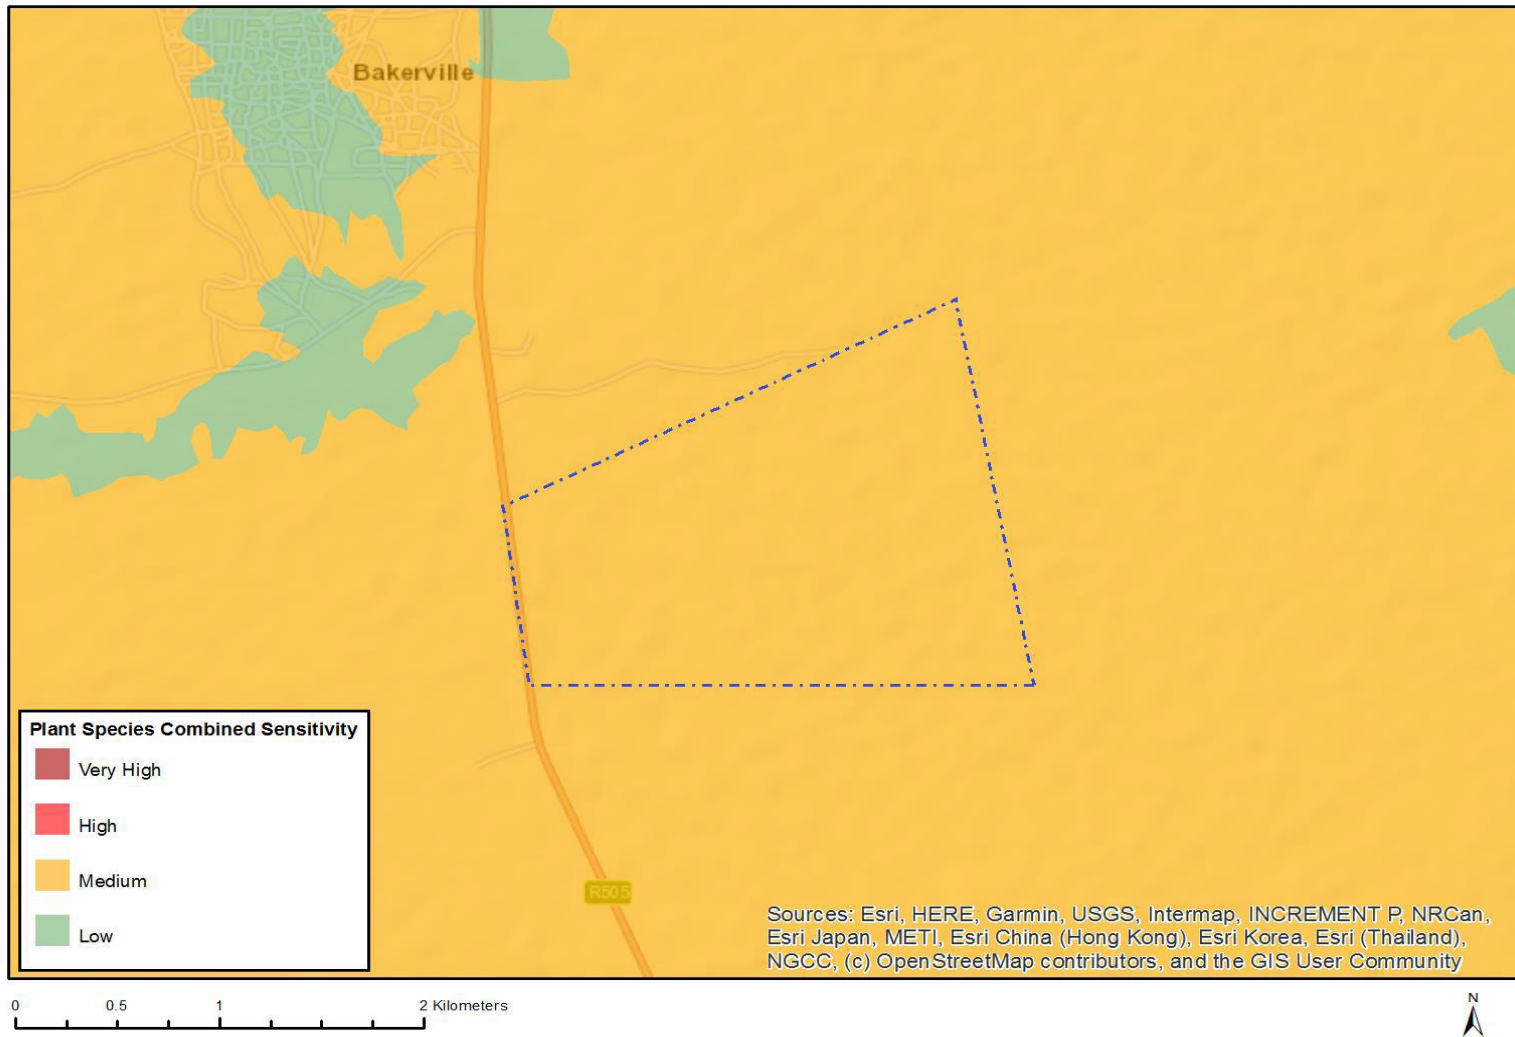 Bakerville
Plant Species Combined Sensitivity
Very High
High
Medium
Low
R505
Sources: Esri, HERE, Garmin, USGS, Intermap, INCREMENT P, NRCan,
Esri Japan, METI, Esri China (Hong Kong), Esri Korea, Esri (Thailand),
NGCC, (c) OpenStreetMap contributors, and the GIS User Community
0 0.5 1 2 Kilometers
N